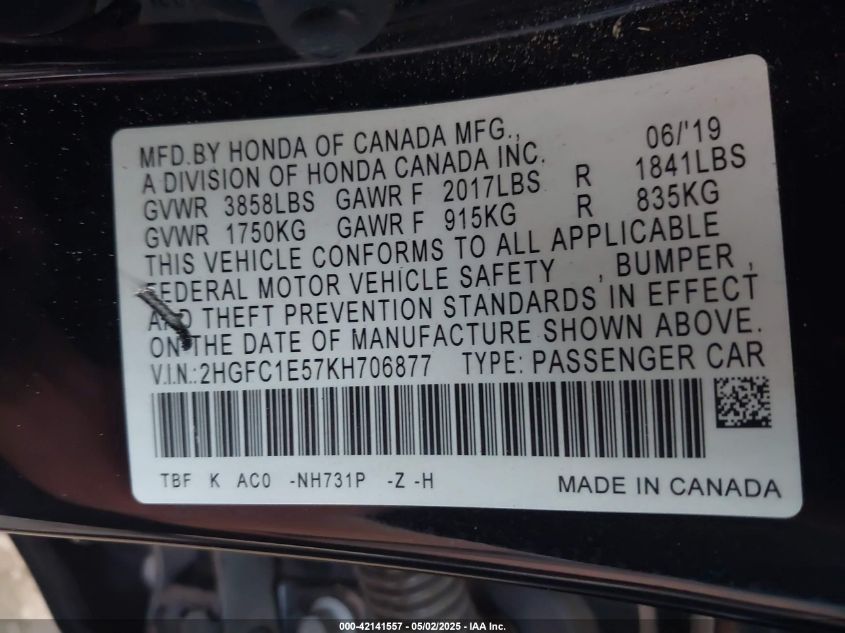 MFD.BY HONDA OF CANADA MFG., 06/'19
A DIVISION OF HONDA CANADA INC.
GVWR 3858LBS GAWR F 2017LBS R 1841LBS
GVWR 1750KG GAWR F 915KG R 835KG
THIS VEHICLE CONFORMS TO ALL APPLICABLE
FEDERAL MOTOR VEHICLE SAFETY , BUMPER ,
AND THEFT PREVENTION STANDARDS IN EFFECT
ON THE DATE OF MANUFACTURE SHOWN ABOVE.
V.I.N.:2HGFC1E57KH706877 TYPE: PASSENGER CAR
TBF K AC0 -NH731P -Z -H MADE IN CANADA
000-42141557 - 05/02/2025 - IAA Inc.